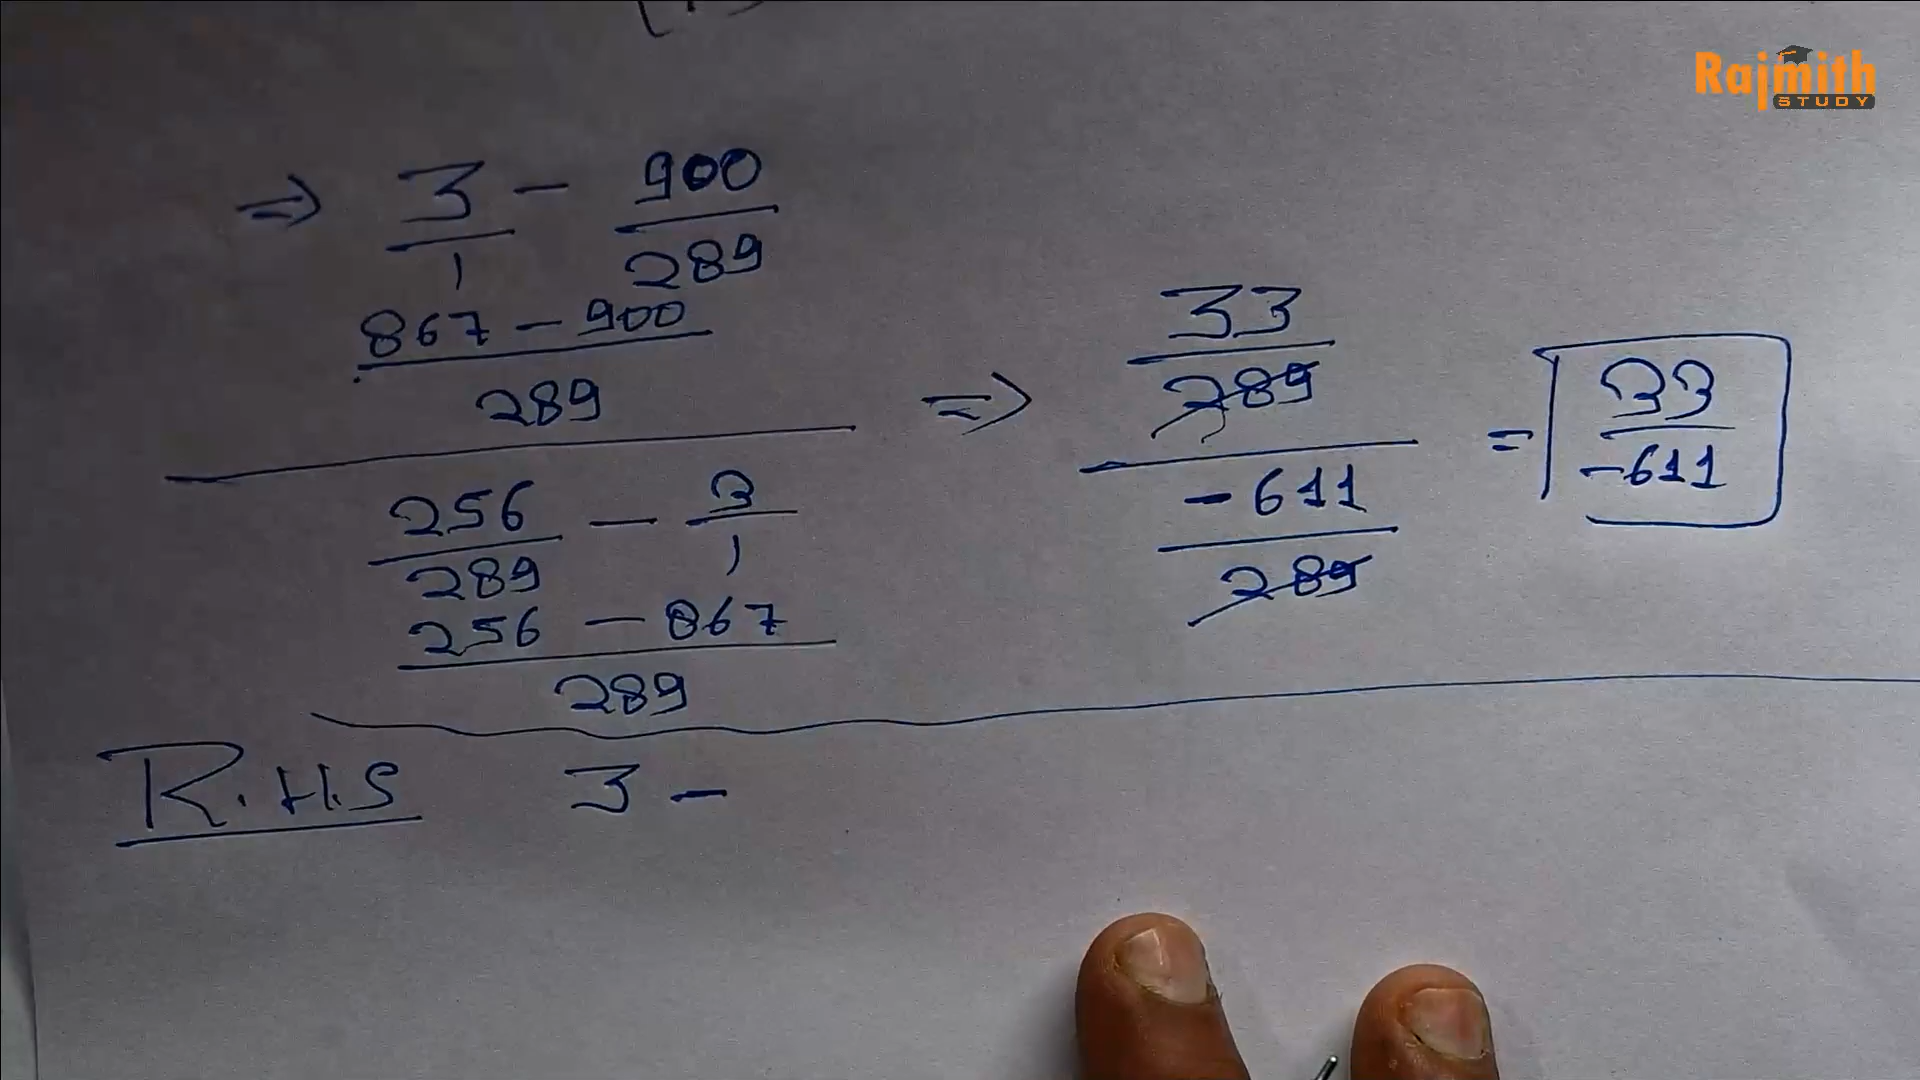 Rajmith
STUDY
⇒ 3/1 - 900/289
867 - 900
289
256/289 - 3/1
256 - 867
289
⇒ 33/289
-611/289
= 33/-611
R.H.S 3 -